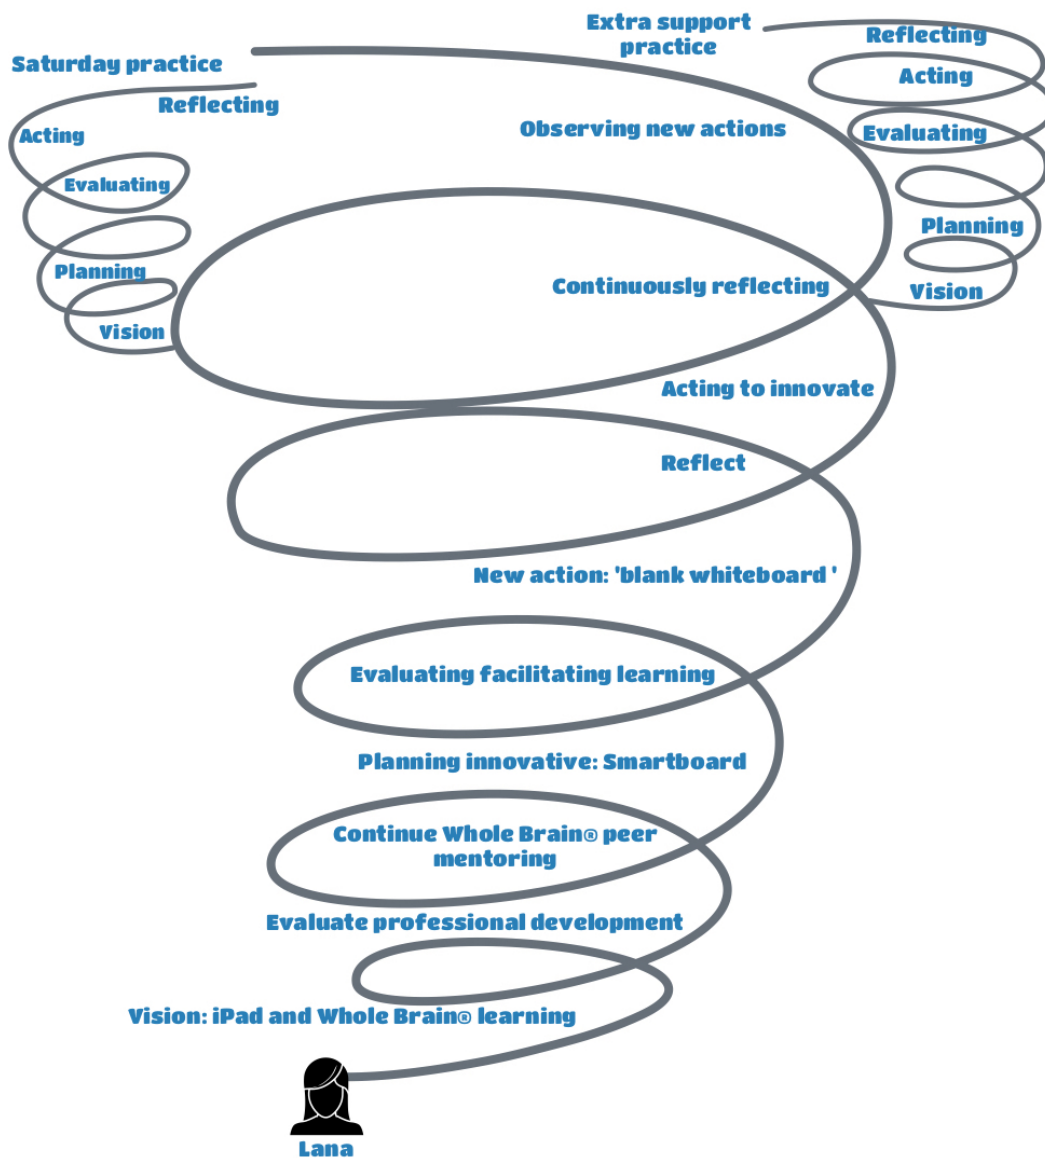 Extra support
practice
Reflecting
Saturday practice
Acting
Reflecting
Observing new actions
Evaluating
Acting
Evaluating
Planning
Planning
Continuously reflecting
Vision
Vision
Acting to innovate
Reflect
New action: 'blank whiteboard '
Evaluating facilitating learning
Planning innovative: Smartboard
Continue Whole Brain® peer
mentoring
Evaluate professional development
Vision: iPad and Whole Brain® learning
Lana